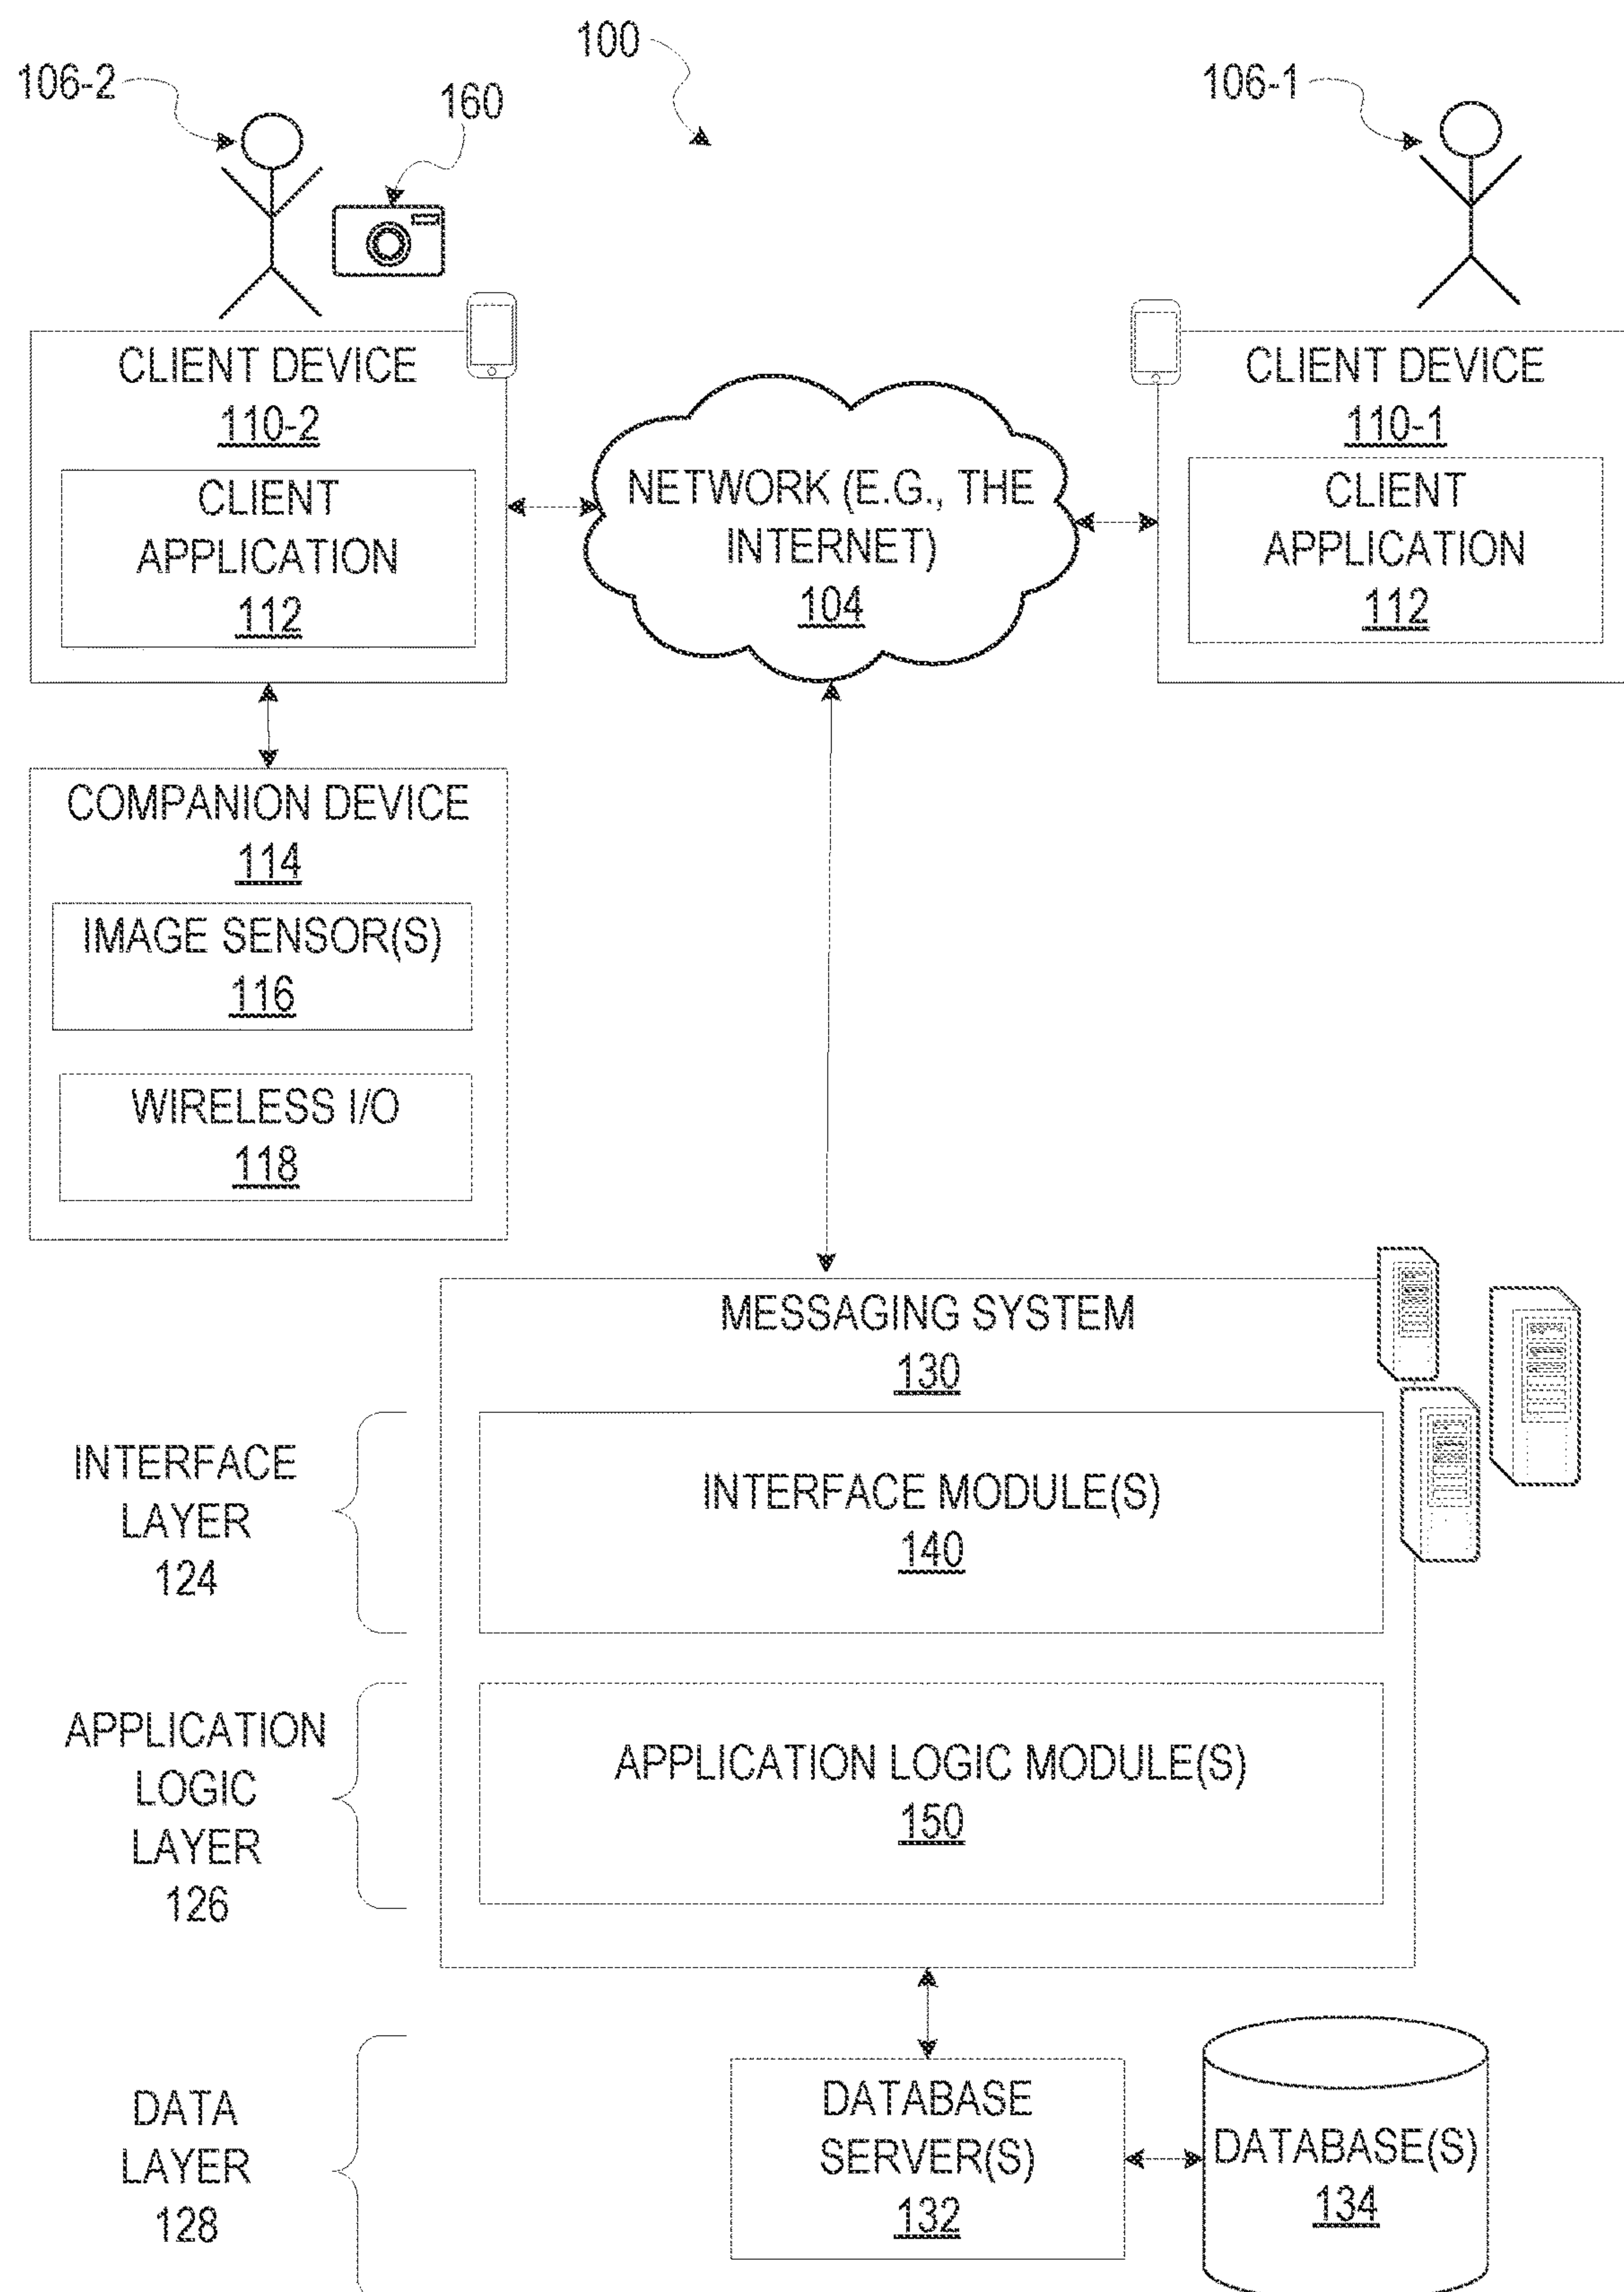 100
106-2
160
106-1
CLIENT DEVICE
110-2
CLIENT
APPLICATION
112
NETWORK (E.G., THE
INTERNET)
104
CLIENT DEVICE
110-1
CLIENT
APPLICATION
112
COMPANION DEVICE
114
IMAGE SENSOR(S)
116
WIRELESS I/O
118
MESSAGING SYSTEM
130
INTERFACE
LAYER
124
INTERFACE MODULE(S)
140
APPLICATION
LOGIC
LAYER
126
APPLICATION LOGIC MODULE(S)
150
DATA
LAYER
128
DATABASE
SERVER(S)
132
DATABASE(S)
134